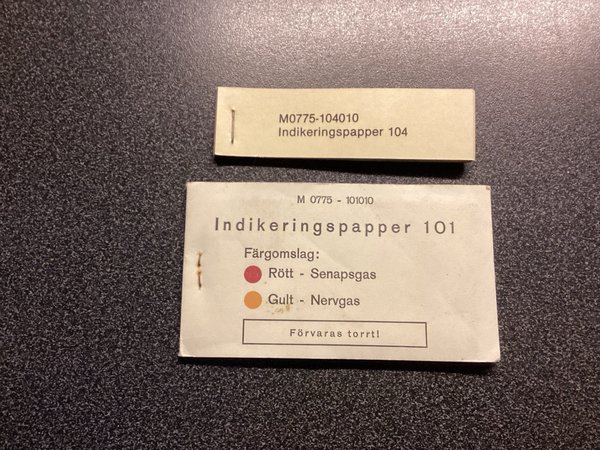 M0775-104010
Indikeringspapper 104
M 0775 - 101010
Indikeringspapper 101
Färgomslag:
Rött - Senapsgas
Gult - Nervgas
Förvaras torrt!